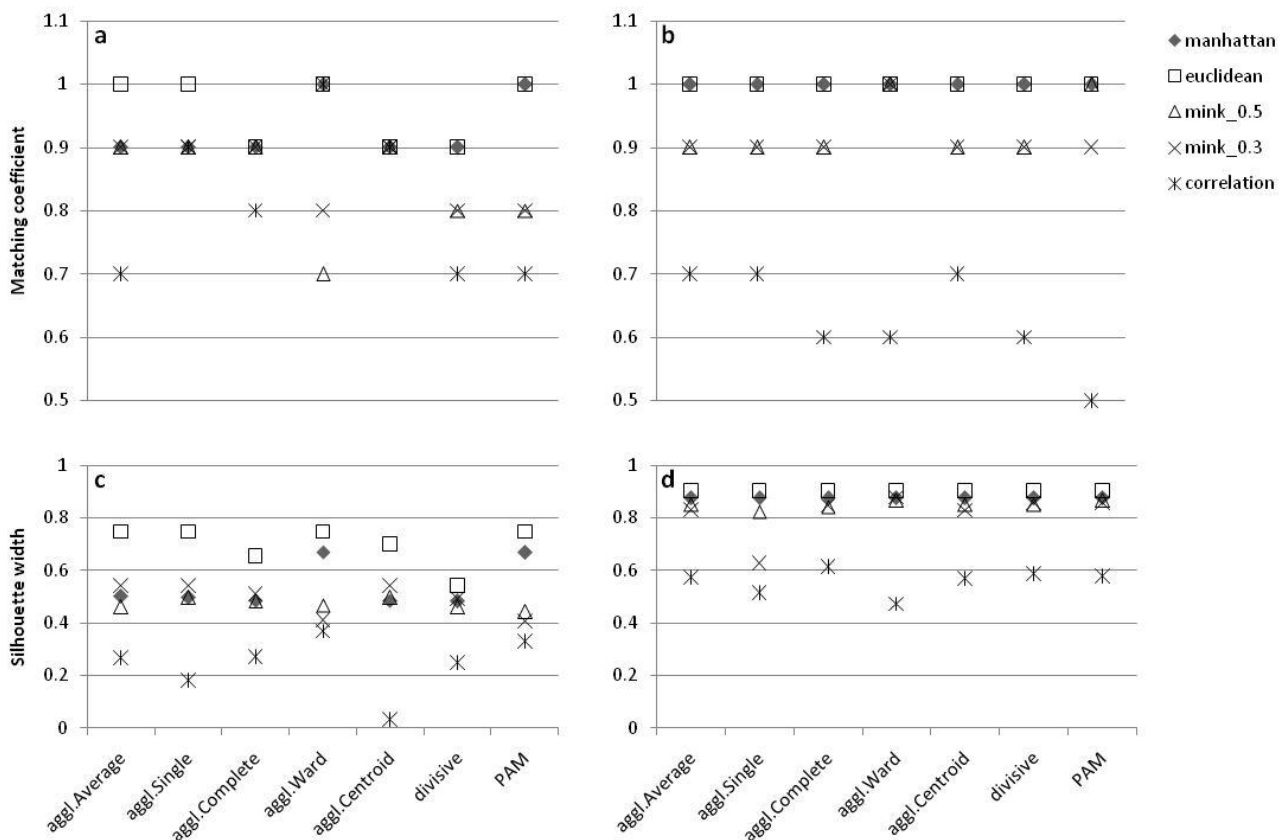 a
b
Matching coefficient
1.1
1
0.9
0.8
0.7
0.6
0.5
1.1
1
0.9
0.8
0.7
0.6
0.5
manhattan
euclidean
mink_0.5
mink_0.3
correlation
c
d
Silhouette width
1
0.8
0.6
0.4
0.2
0
1
0.8
0.6
0.4
0.2
0
aggl.Average
aggl.Single
aggl.Complete
aggl.Ward
aggl.Centroid
divisive
PAM
aggl.Average
aggl.Single
aggl.Complete
aggl.Ward
aggl.Centroid
divisive
PAM